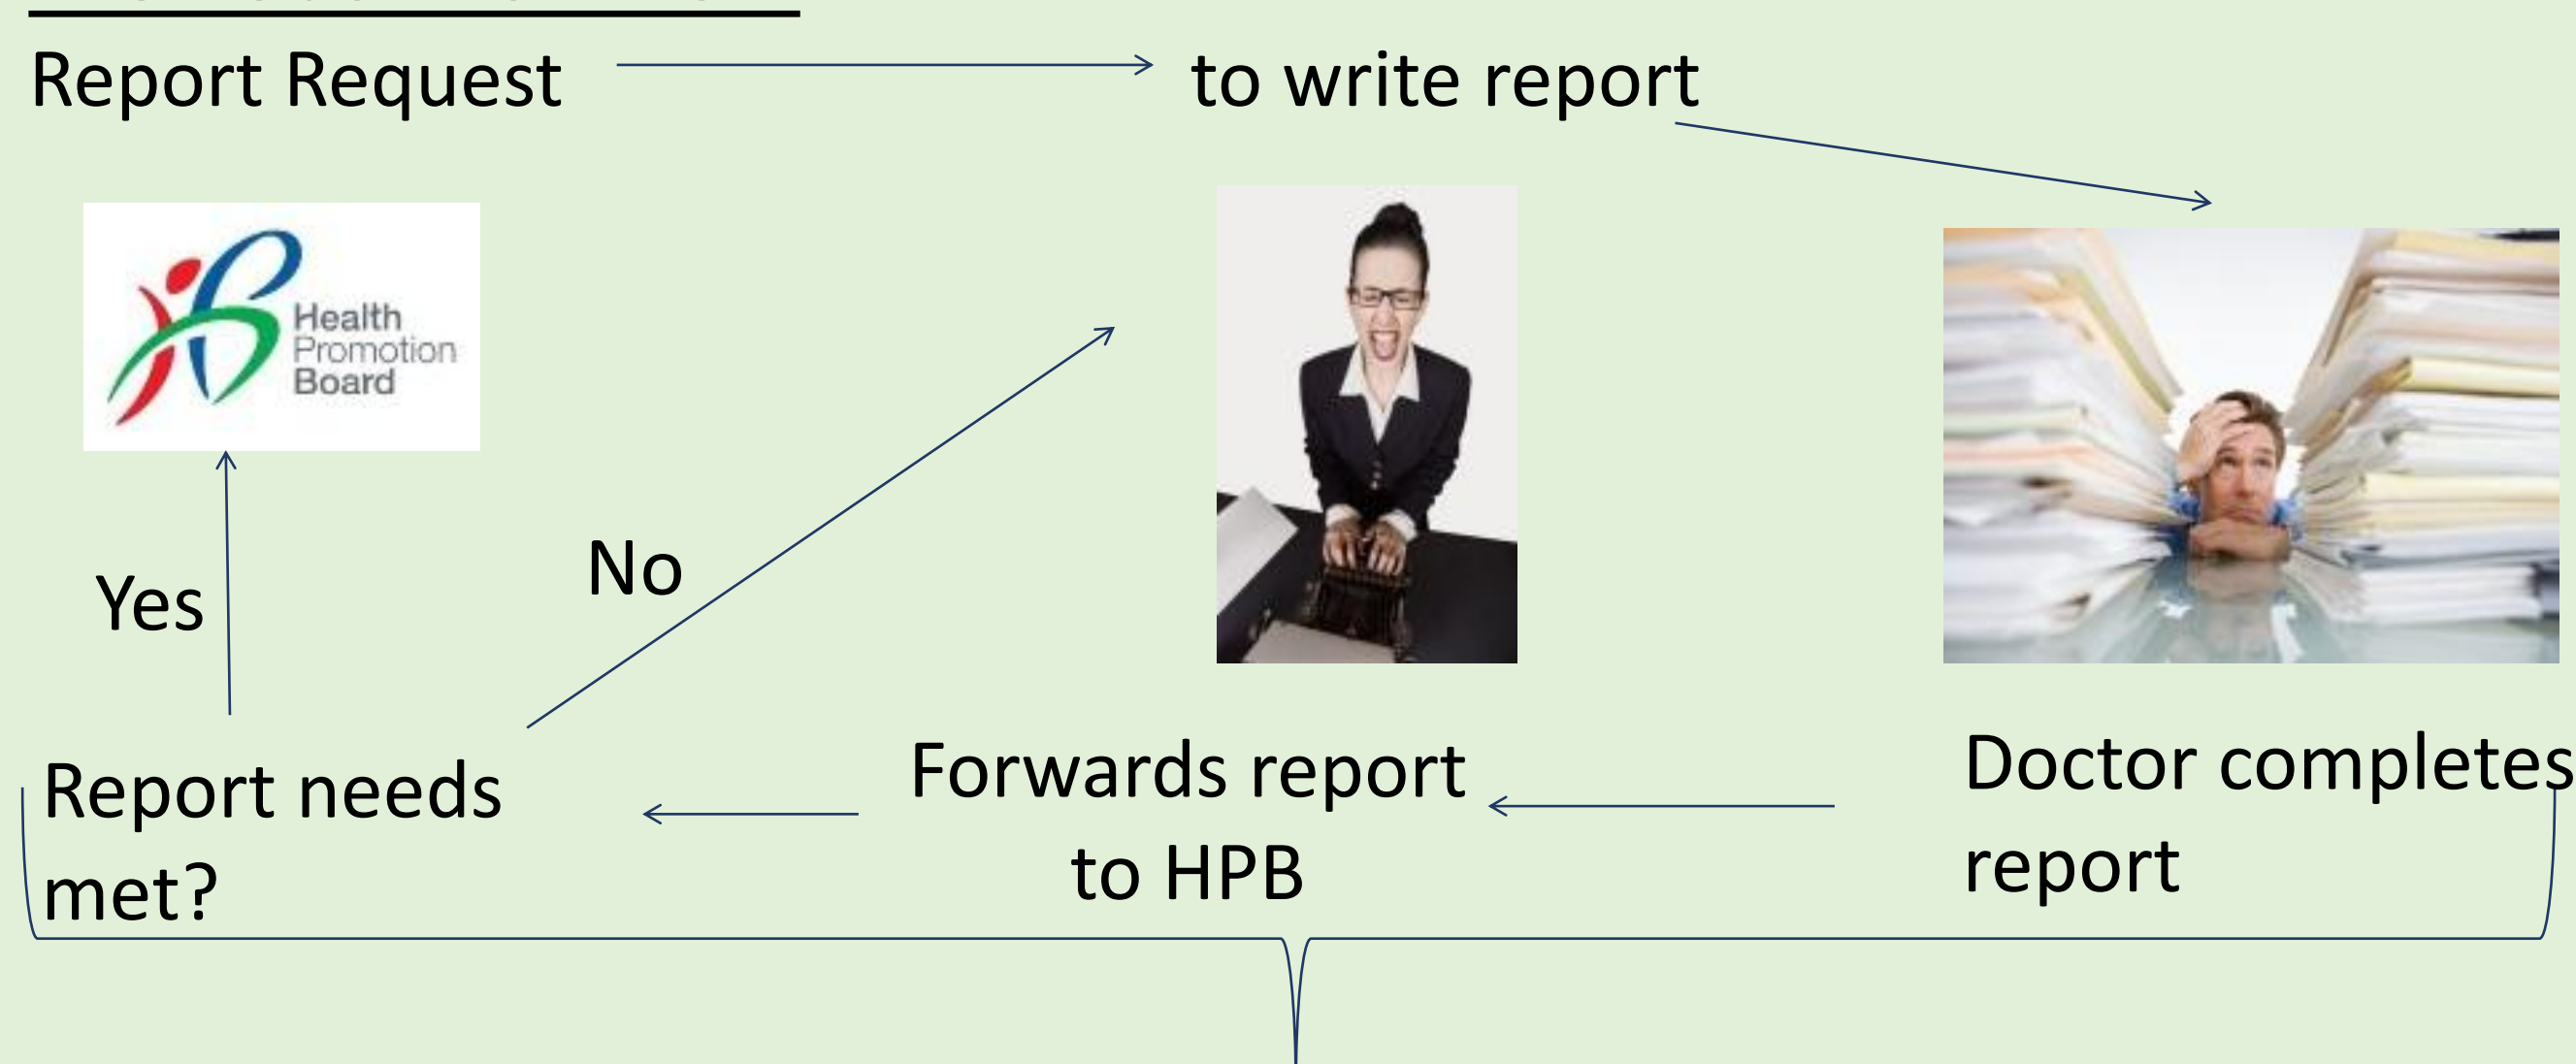 Report Request
to write report
Health
Promotion
Board
No
Yes
Report needs
met?
Forwards report
to HPB
Doctor completes
report